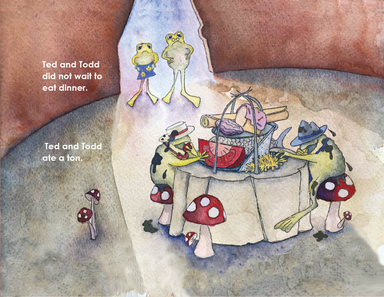 Ted and Todd
did not wait to
eat dinner.
Ted and Todd
ate a ton.